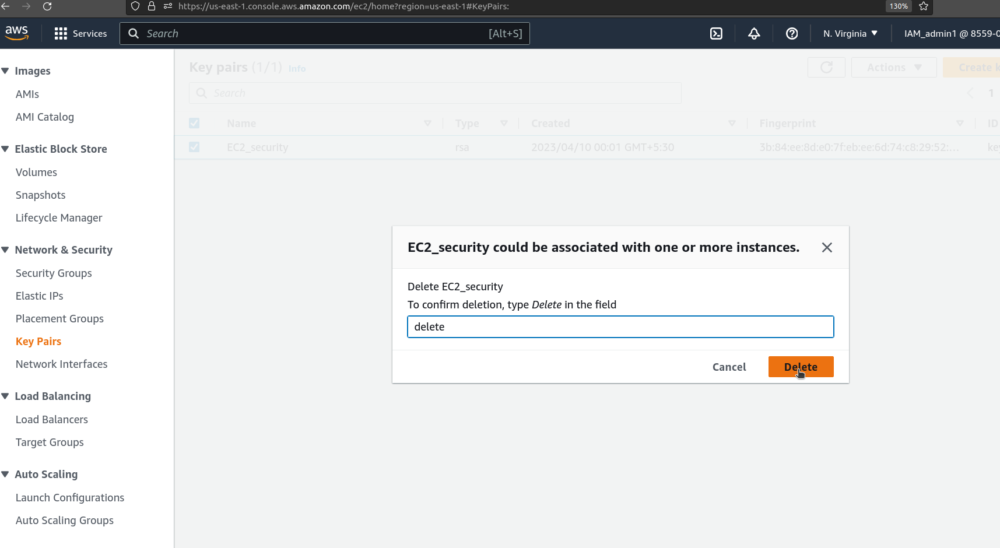 https://us-east-1.console.aws.amazon.com/ec2/home?region=us-east-1#KeyPairs:
130%
aws
Services
Search
[Alt+S]
N. Virginia
IAM_admin1 @ 8559-0
Images
AMIs
AMI Catalog
Elastic Block Store
Volumes
Snapshots
Lifecycle Manager
Network & Security
Security Groups
Elastic IPs
Placement Groups
Key Pairs
Network Interfaces
Load Balancing
Load Balancers
Target Groups
Auto Scaling
Launch Configurations
Auto Scaling Groups
Key pairs (1/1) Info
Actions
Create k
Search
1
Name Type Created Fingerprint ID
EC2_security rsa 2023/04/10 00:01 GMT+5:30 3b:84:ee:8d:e0:7f:eb:ee:6d:74:c8:29:52:... key
EC2_security could be associated with one or more instances.
Delete EC2_security
To confirm deletion, type Delete in the field
delete
Cancel
Delete